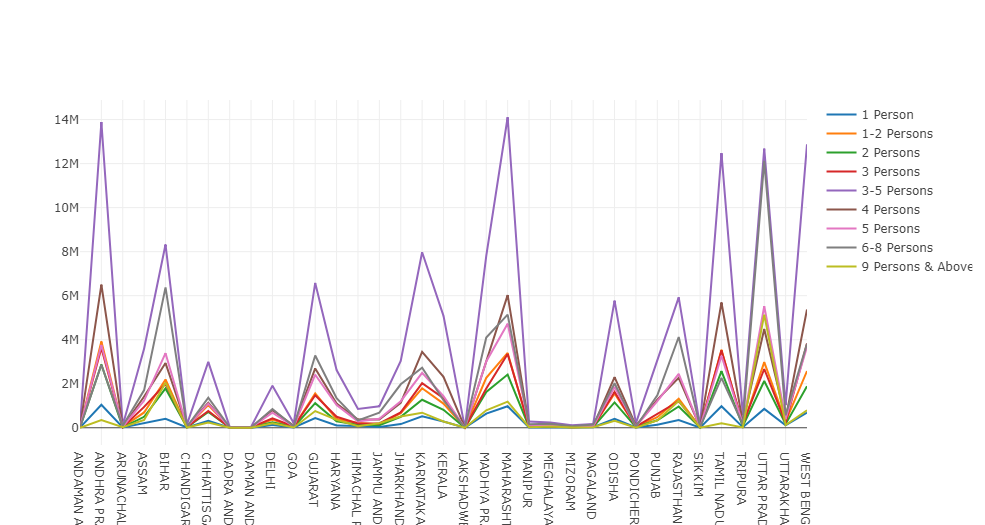 14M
12M
10M
8M
6M
4M
2M
0
1 Person
1-2 Persons
2 Persons
3 Persons
3-5 Persons
4 Persons
5 Persons
6-8 Persons
9 Persons & Above
ANDAMAN A
ANDHRA PR.
ARUNACHAL
ASSAM
BIHAR
CHANDIGAR
CHHATTISG.
DADRA AND
DAMAN AND
DELHI
GOA
GUJARAT
HARYANA
HIMACHAL P
JAMMU AND
JHARKHAND
KARNATAKA
KERALA
LAKSHADWE
MADHYA PR.
MAHARASHT
MANIPUR
MEGHALAYA
MIZORAM
NAGALAND
ODISHA
PONDICHER
PUNJAB
RAJASTHAN
SIKKIM
TAMIL NADU
TRIPURA
UTTAR PRAD
UTTARAKHA
WEST BENG